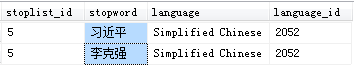 stoplist_id stopword language language_id
5 习近平 Simplified Chinese 2052
5 李克强 Simplified Chinese 2052